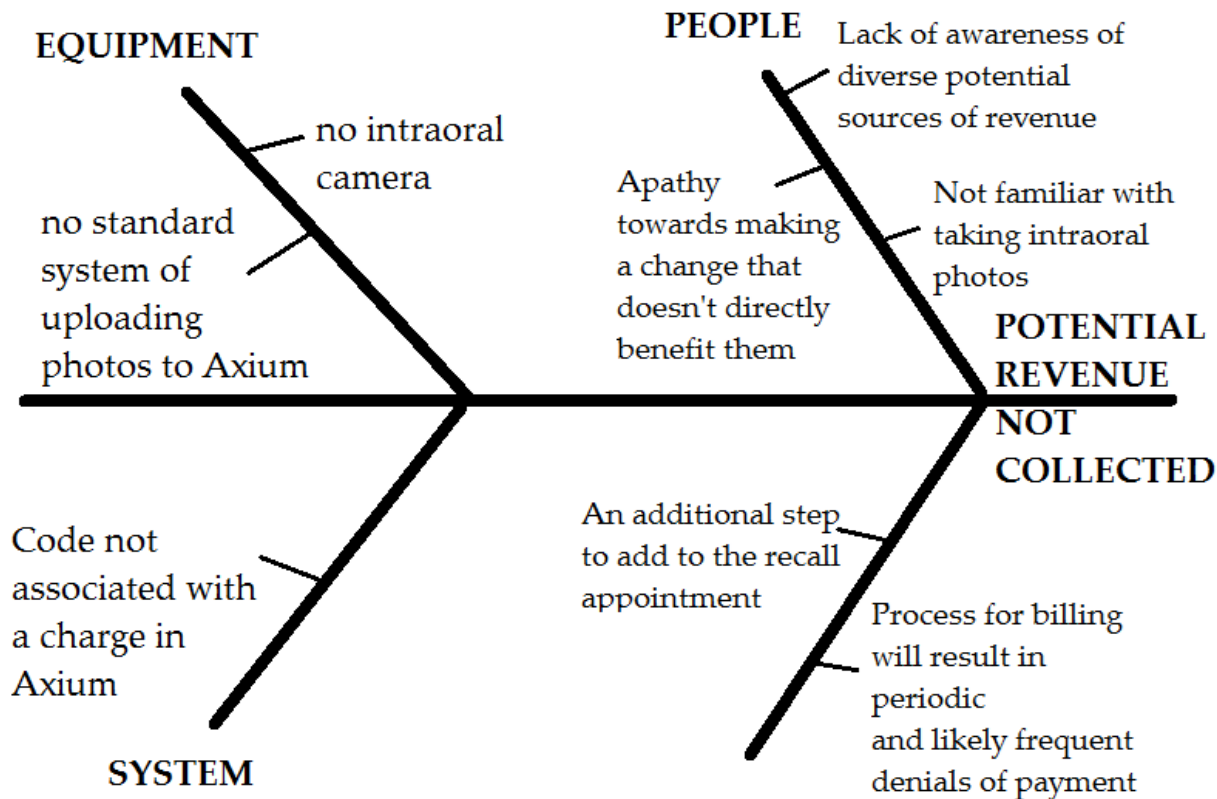 EQUIPMENT
no intraoral
camera
no standard
system of
uploading
photos to Axium
PEOPLE
Lack of awareness of
diverse potential
sources of revenue
Apathy
towards making
a change that
doesn't directly
benefit them
Not familiar with
taking intraoral
photos
POTENTIAL
REVENUE
NOT
COLLECTED
Code not
associated with
a charge in
Axium
SYSTEM
An additional step
to add to the recall
appointment
Process for billing
will result in
periodic
and likely frequent
denials of payment